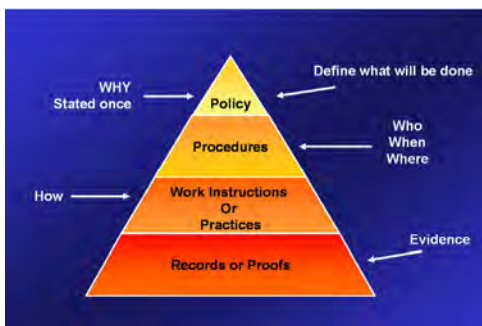 Define what will be done
WHY
Stated once
Policy
Who
When
Where
Procedures
How
Work Instructions
Or
Practices
Evidence
Records or Proofs